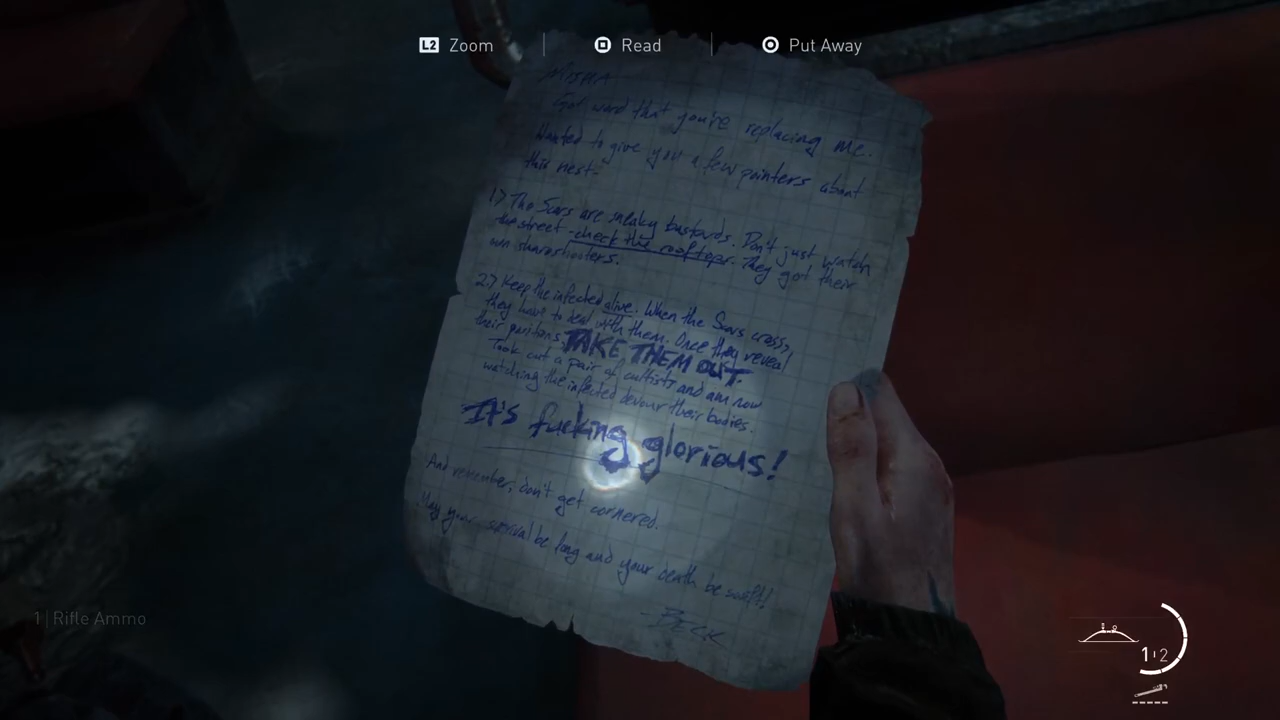 L2 Zoom
Read
Put Away
Got word that you're replacing me.
Wanted to give you a few pointers about
this nest.
1> The Scars are sneaky bastards. Don't just watch
the street - check the rooftops. They got their
own sharpshooters.
2> Keep the infected alive. When the Scars cross,
they have to deal with them. Once they reveal
their positions, TAKE THEM OUT.
Took out a pair of cultists and am now
watching the infected devour their bodies.
It's fucking glorious!
And remember, don't get cornered.
May your survival be long and your death be swift!
BECK
1 | Rifle Ammo
1 2